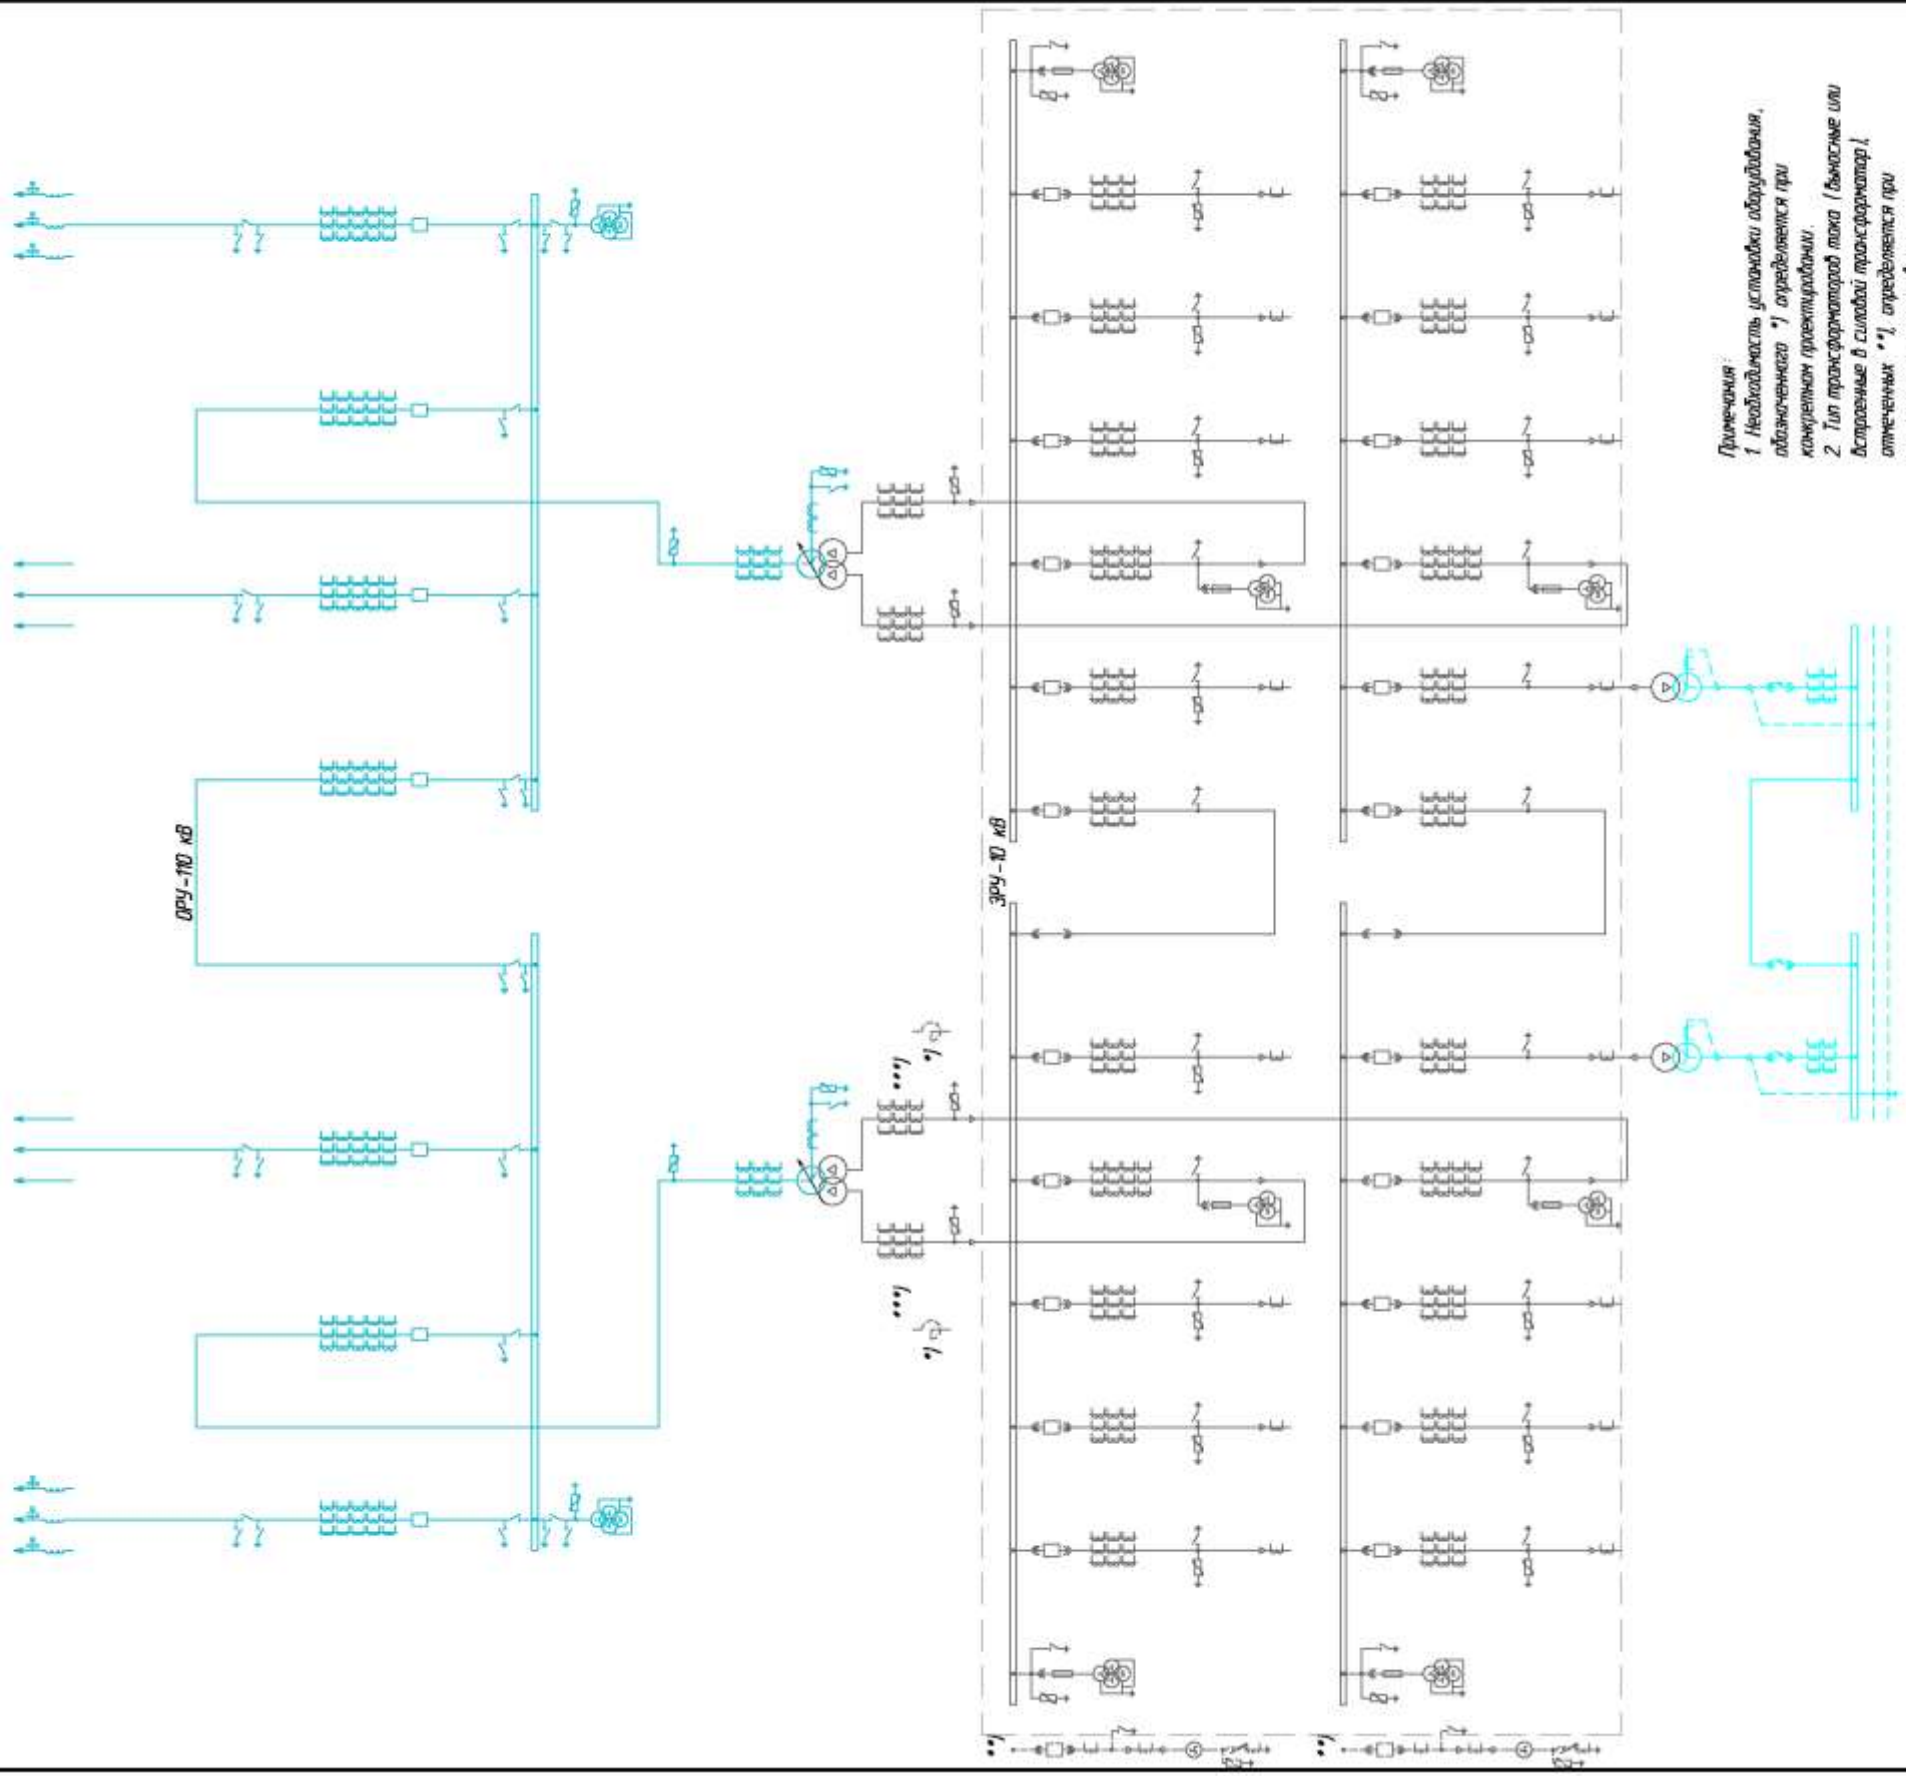 ОРУ-110 кВ
ЗРУ-10 кВ
*)
****)
****)
*)
***)
***)
Примечания:
1. Необходимость установки оборудования,
обозначенного *) определяется при
конкретном проектировании.
2. Тип трансформаторов тока (выносные или
встроенные в силовой трансформатор),
отмеченных **), определяется при